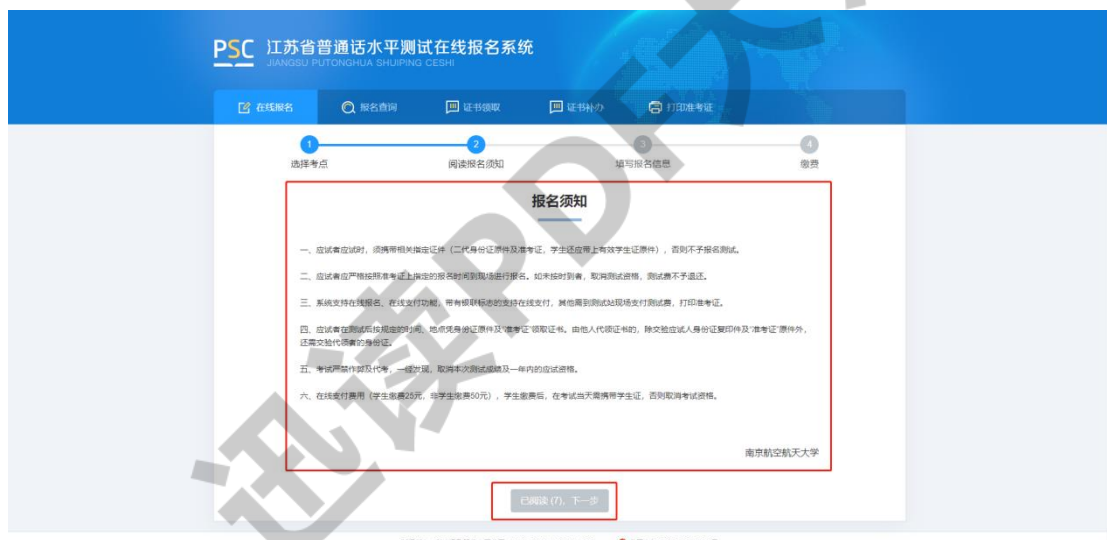 PSC 江苏省普通话水平测试在线报名系统
JIANGSU PUTONGHUA SHUIPING CESHI
在线报名 报名查询 证书领取 证书补办 打印准考证
1 2 3 4
选择考点 阅读报名须知 填写报名信息 缴费
报名须知
一、应试者应试时，须携带相关指定证件（二代身份证原件及准考证，学生还应带上有效学生证原件），否则不予报名测试。
二、应试者应严格按照准考证上指定的报名时间到现场进行报名。如未按时到者，取消测试资格，测试费不予退还。
三、系统支持在线报名、在线支付功能，带有银联标志的支持在线支付，其他需到测试站现场支付测试费，打印准考证。
四、应试者在测试后按规定的时间、地点凭身份证原件及“准考证”领取证书。由他人代领证书的，除交验应试人身份证复印件及“准考证”原件外，
还需交验代领者的身份证。
五、考试严禁作弊及代考，一经发现，取消本次测试成绩及一年内的应试资格。
六、在线支付费用（学生缴费25元，非学生缴费50元），学生缴费后，在考试当天需携带学生证，否则取消考试资格。
南京航空航天大学
已阅读 (7)，下一步
迅读PDF大